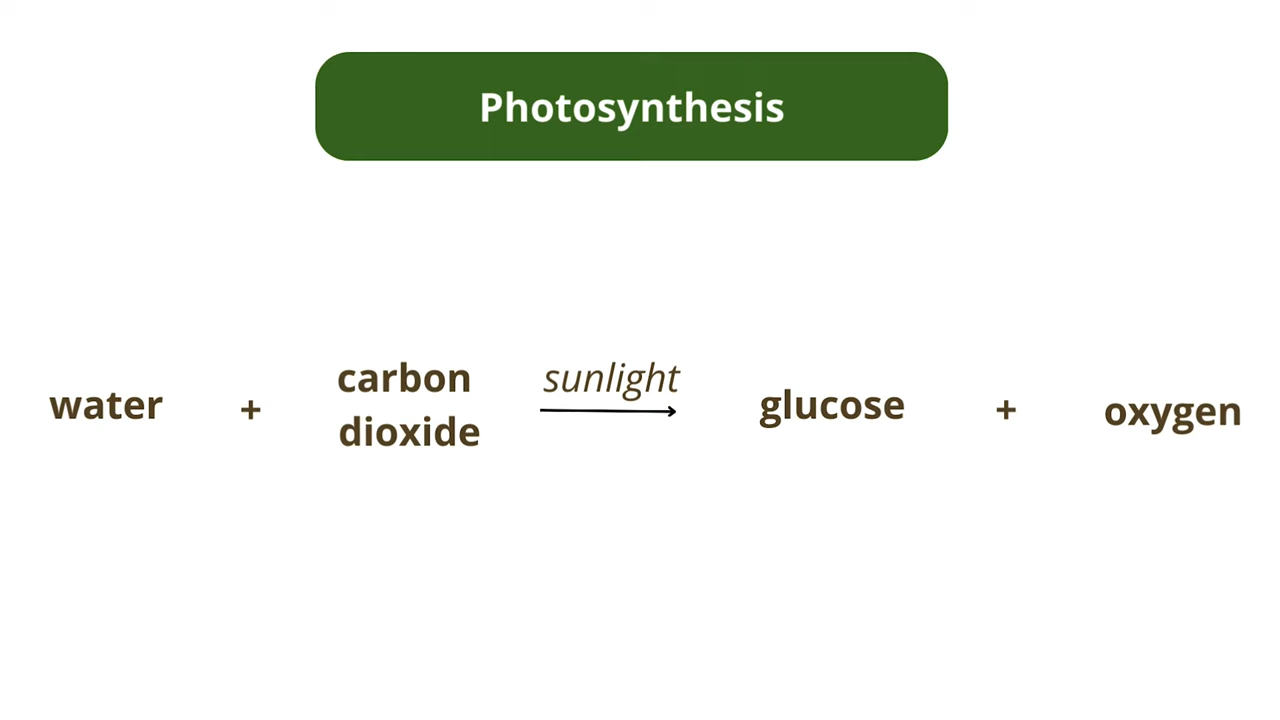 Photosynthesis
sunlight
water + carbon dioxide glucose + oxygen